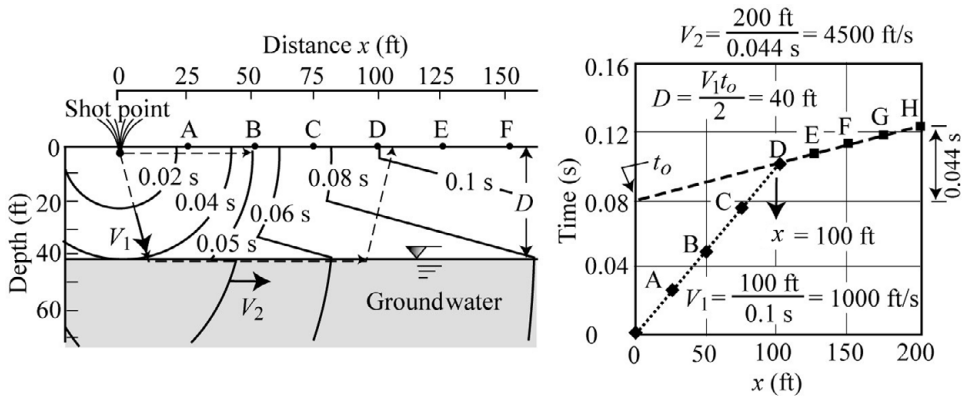 Distance x (ft)
0 25 50 75 100 125 150
Shot point
A B C D E F
0
20
40
60
Depth (ft)
0.02 s
0.04 s
0.05 s
0.06 s
0.08 s
0.1 s
D
V₁
V₂
Groundwater
V₂ = 200 ft / 0.044 s = 4500 ft/s
0.16
0.12
0.08
0.04
0
Time (s)
D = V₁tₒ / 2 = 40 ft
tₒ
A
B
C
D
E
F
G
H
0.044 s
x = 100 ft
V₁ = 100 ft / 0.1 s = 1000 ft/s
0 50 100 150 200
x (ft)